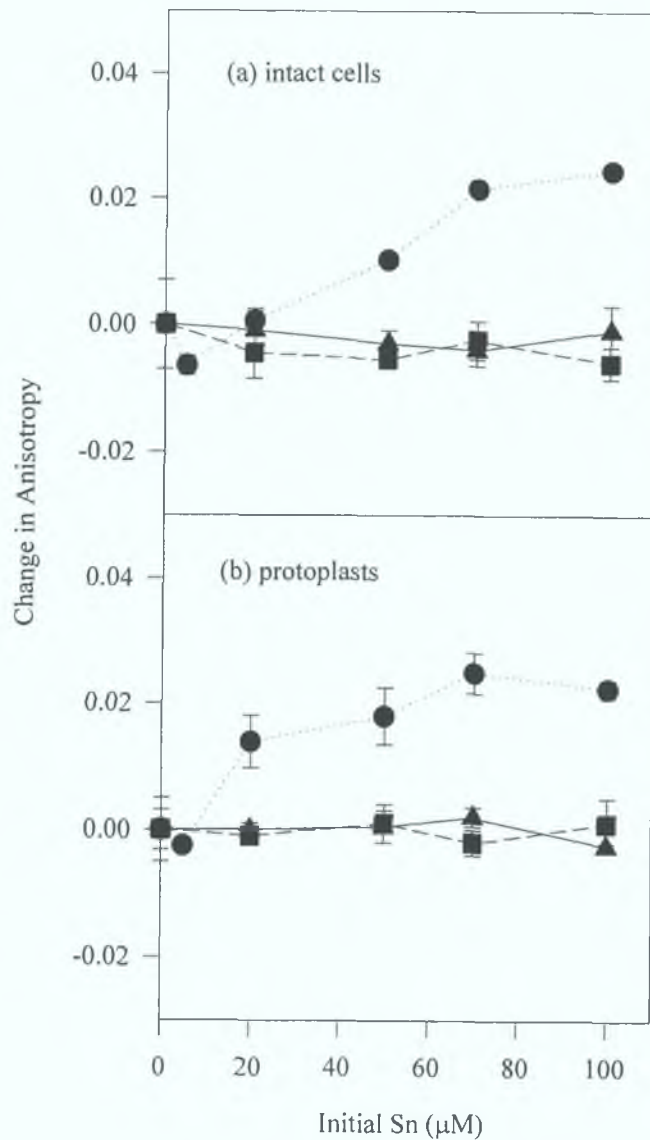 0.04
(a) intact cells
0.02
0.00
-0.02
Change in Anisotropy
0.04
(b) protoplasts
0.02
0.00
-0.02
0 20 40 60 80 100
Initial Sn (μM)